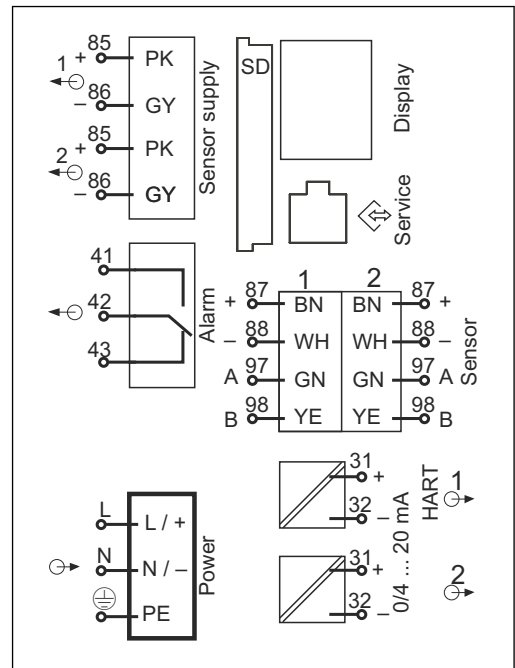 85
1 + PK
86
– GY
85
2 + PK
86
– GY
Sensor supply
SD
Display
Service
41
42
43
Alarm
1 2
87 BN BN 87
+ +
88 WH WH 88
– –
97 GN GN 97
A A
98 YE YE 98
B B
Sensor
L L / +
N N / –
PE
Power
31
+
32
–
31
+
32
–
0/4 ... 20 mA
HART
1
2